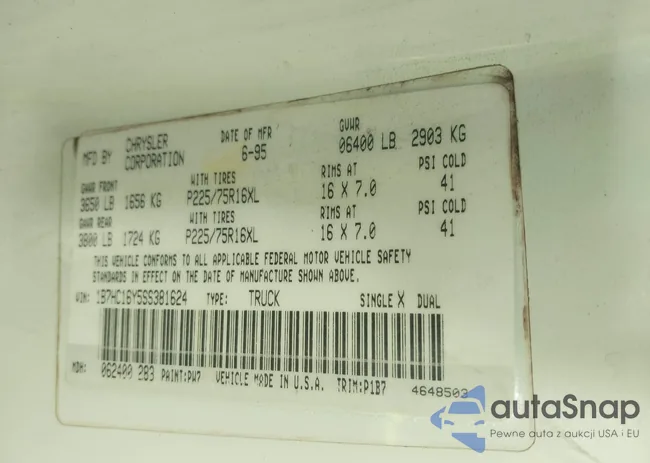 MFD BY CHRYSLER CORPORATION DATE OF MFR 6-95 GVWR 06400 LB 2903 KG
GAWR FRONT WITH TIRES RIMS AT PSI COLD
3650 LB 1656 KG P225/75R16XL 16 X 7.0 41
GAWR REAR WITH TIRES RIMS AT PSI COLD
3800 LB 1724 KG P225/75R16XL 16 X 7.0 41
THIS VEHICLE CONFORMS TO ALL APPLICABLE FEDERAL MOTOR VEHICLE SAFETY
STANDARDS IN EFFECT ON THE DATE OF MANUFACTURE SHOWN ABOVE.
VIN: 1B7HC16Y5SS381624 TYPE: TRUCK SINGLE X DUAL
MDH: 062400 283 PAINT:PW7 VEHICLE MADE IN U.S.A. TRIM:P1B7 4648503
autaSnap
Pewne auta z aukcji USA i EU